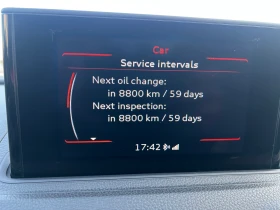 Car
Service intervals
Next oil change:
in 8800 km / 59 days
Next inspection:
in 8800 km / 59 days
17:42